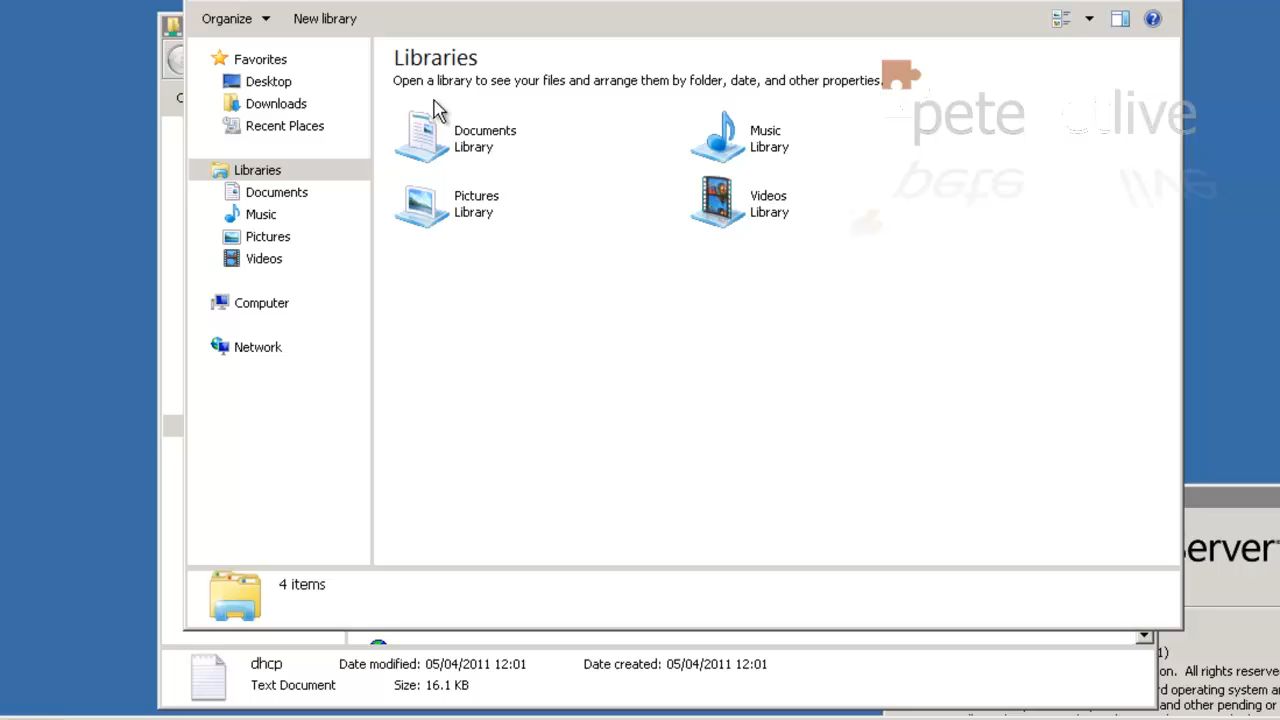 Organize
New library
Favorites
Desktop
Downloads
Recent Places
Libraries
Documents
Music
Pictures
Videos
Computer
Network
Libraries
Open a library to see your files and arrange them by folder, date, and other properties.
Documents
Library
Music
Library
Pictures
Library
Videos
Library
4 items
dhcp
Date modified: 05/04/2011 12:01
Date created: 05/04/2011 12:01
Text Document
Size: 16.1 KB
pete
live
erver
1)
on. All rights reserve
d operating system a
and other pending or